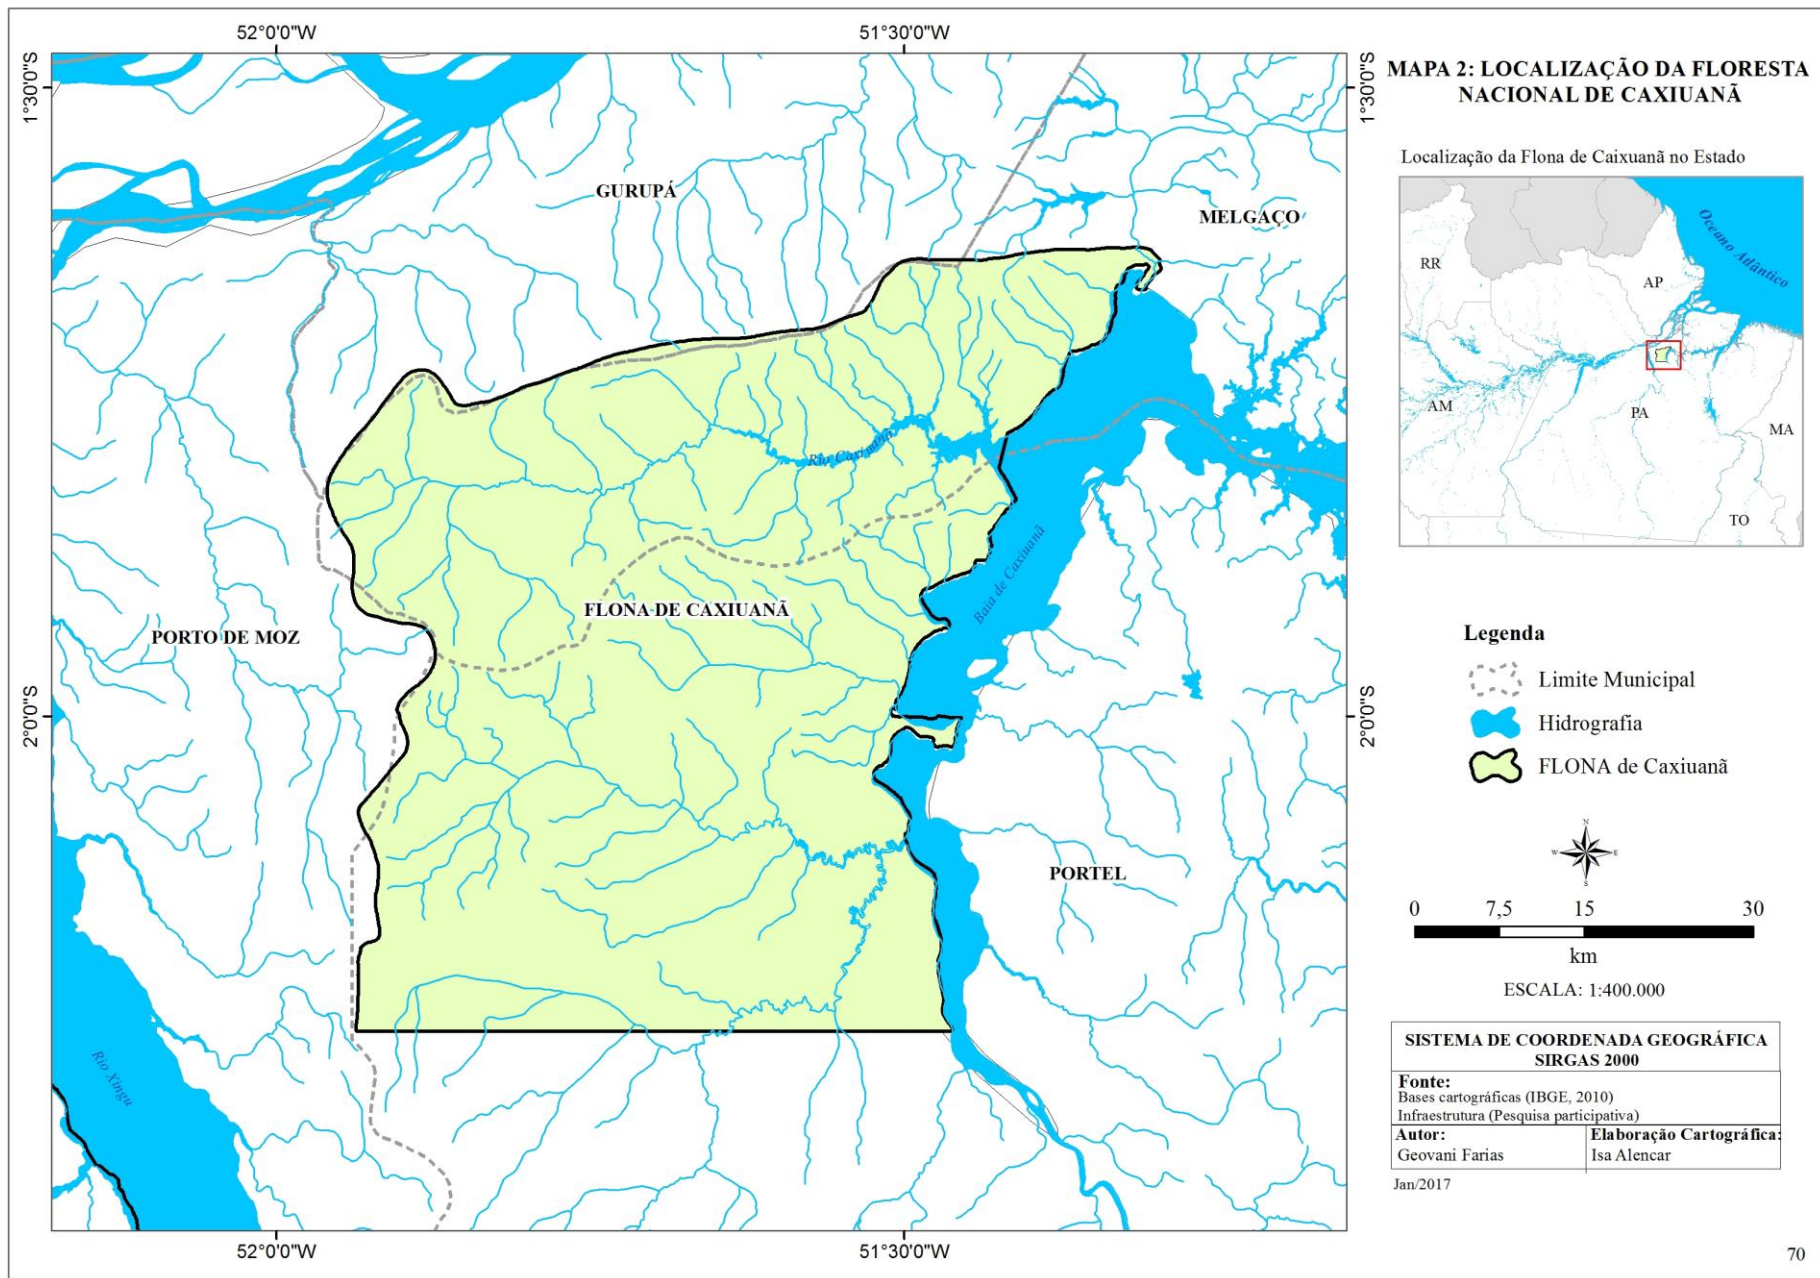 52°0'0"W
51°30'0"W
1°30'0"S
1°30'0"S
MAPA 2: LOCALIZAÇÃO DA FLORESTA
NACIONAL DE CAXIUANÃ
Localização da Flona de Caixuanã no Estado
Oceano Atlântico
RR
AP
AM
PA
MA
TO
GURUPÁ
MELGAÇO
Rio Caxiuanã
Baia de Caxiuanã
FLONA DE CAXIUANÃ
PORTO DE MOZ
2°0'0"S
2°0'0"S
PORTEL
Rio Xingu
Legenda
Limite Municipal
Hidrografia
FLONA de Caxiuanã
N
W
E
S
0 7,5 15 30
km
ESCALA: 1:400.000
SISTEMA DE COORDENADA GEOGRÁFICA
SIRGAS 2000
Fonte:
Bases cartográficas (IBGE, 2010)
Infraestrutura (Pesquisa participativa)
Autor:
Geovani Farias
Elaboração Cartográfica:
Isa Alencar
Jan/2017
52°0'0"W
51°30'0"W
70